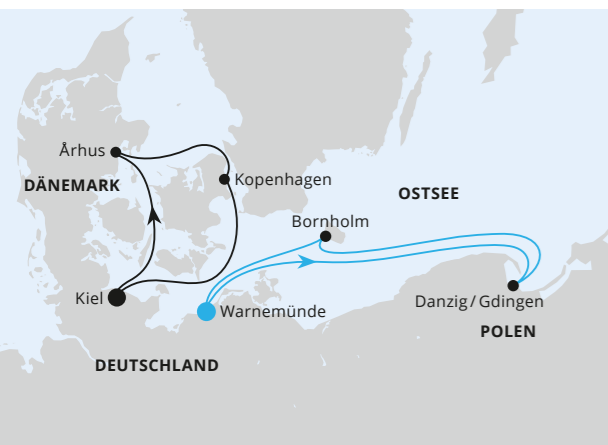 Århus
DÄNEMARK
Kopenhagen
OSTSEE
Bornholm
Kiel
Warnemünde
Danzig/Gdingen
POLEN
DEUTSCHLAND